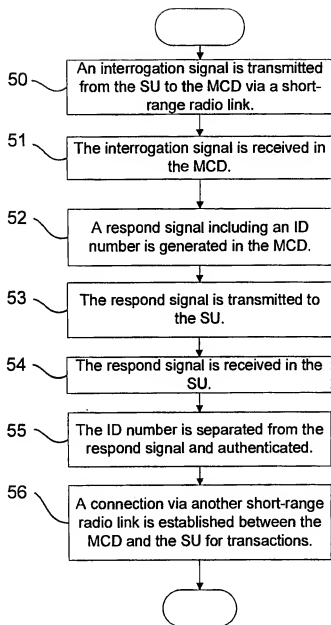 50
An interrogation signal is transmitted
from the SU to the MCD via a short-
range radio link.
51
The interrogation signal is received in
the MCD.
52
A respond signal including an ID
number is generated in the MCD.
53
The respond signal is transmitted to
the SU.
54
The respond signal is received in the
SU.
55
The ID number is separated from the
respond signal and authenticated.
56
A connection via another short-range
radio link is established between the
MCD and the SU for transactions.